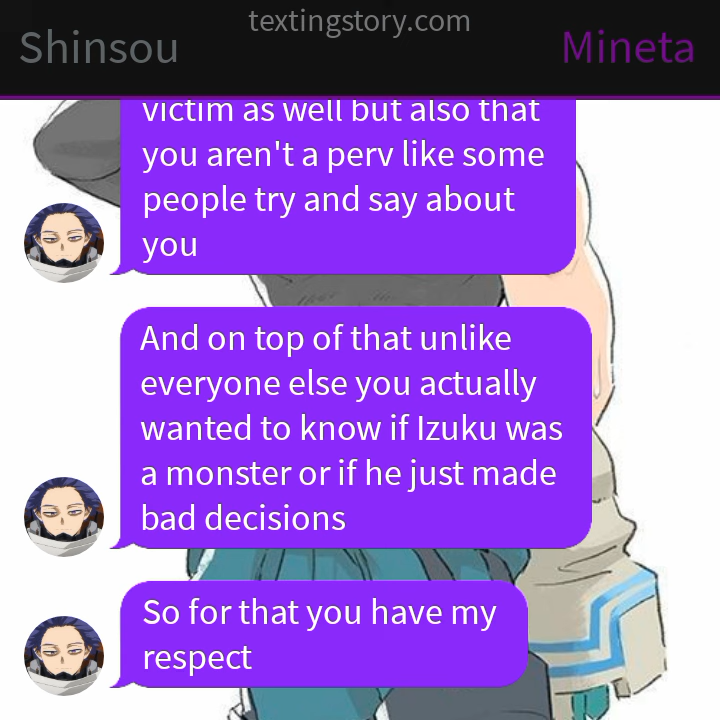 textingstory.com
Shinsou
Mineta
victim as well but also that
you aren't a perv like some
people try and say about
you
And on top of that unlike
everyone else you actually
wanted to know if Izuku was
a monster or if he just made
bad decisions
So for that you have my
respect